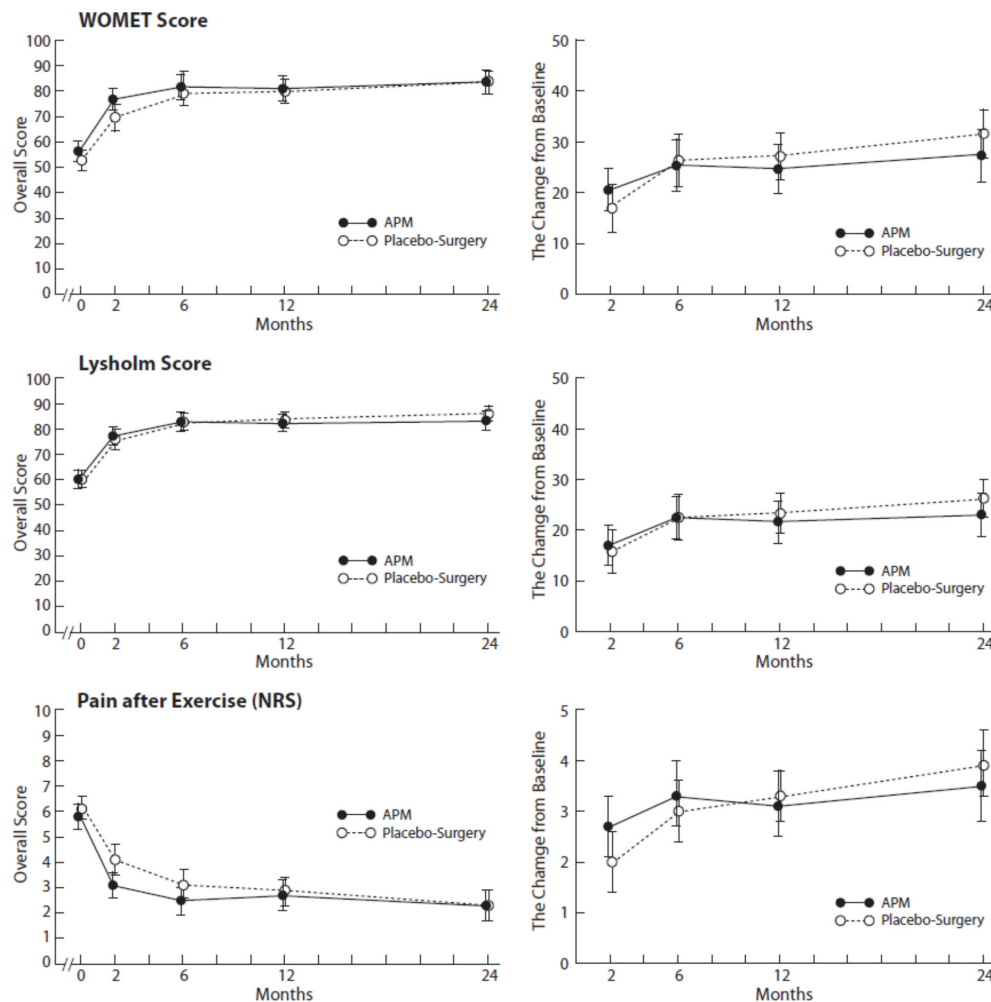 WOMET Score
Overall Score
100
90
80
70
60
50
40
30
20
10
0
APM
Placebo-Surgery
0 2 6 12 24
Months
The Chamge from Baseline
50
40
30
20
10
0
APM
Placebo-Surgery
2 6 12 24
Months
Lysholm Score
Overall Score
100
90
80
70
60
50
40
30
20
10
0
APM
Placebo-Surgery
0 2 6 12 24
Months
The Chamge from Baseline
50
40
30
20
10
0
APM
Placebo-Surgery
2 6 12 24
Months
Pain after Exercise (NRS)
Overall Score
10
9
8
7
6
5
4
3
2
1
0
APM
Placebo-Surgery
0 2 6 12 24
Months
The Chamge from Baseline
5
4
3
2
1
0
APM
Placebo-Surgery
2 6 12 24
Months